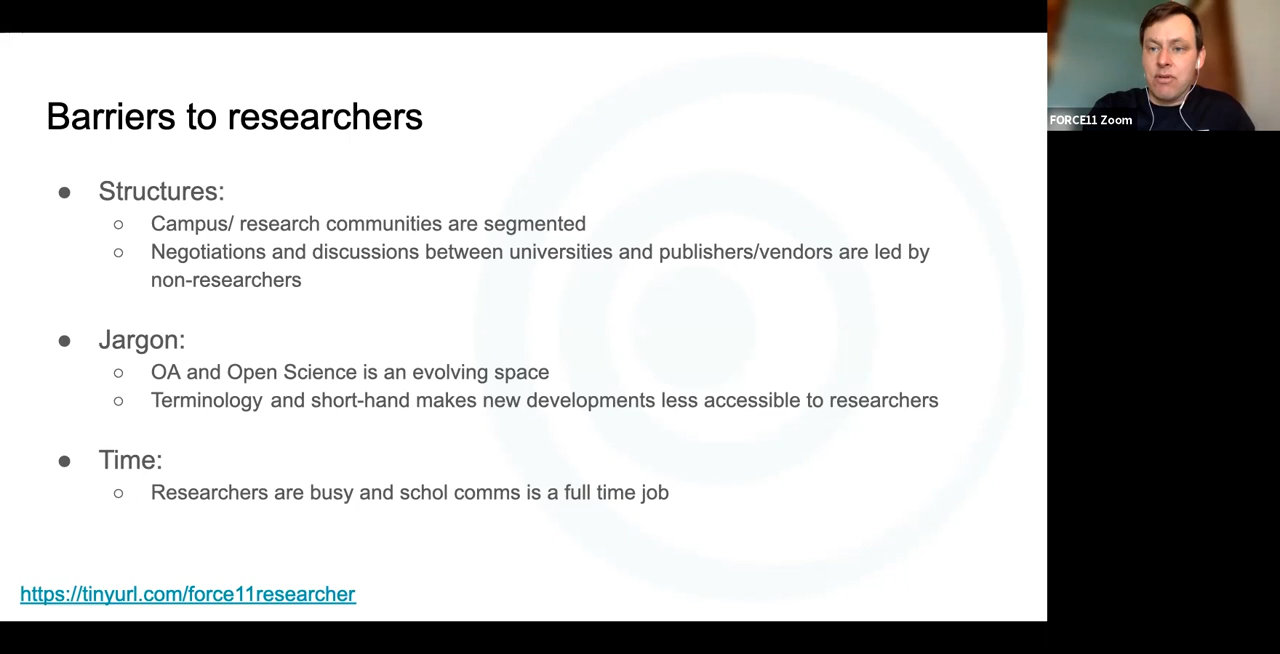 Barriers to researchers
● Structures:
○ Campus/ research communities are segmented
○ Negotiations and discussions between universities and publishers/vendors are led by
non-researchers
● Jargon:
○ OA and Open Science is an evolving space
○ Terminology and short-hand makes new developments less accessible to researchers
● Time:
○ Researchers are busy and schol comms is a full time job
https://tinyurl.com/force11researcher
FORCE11 Zoom